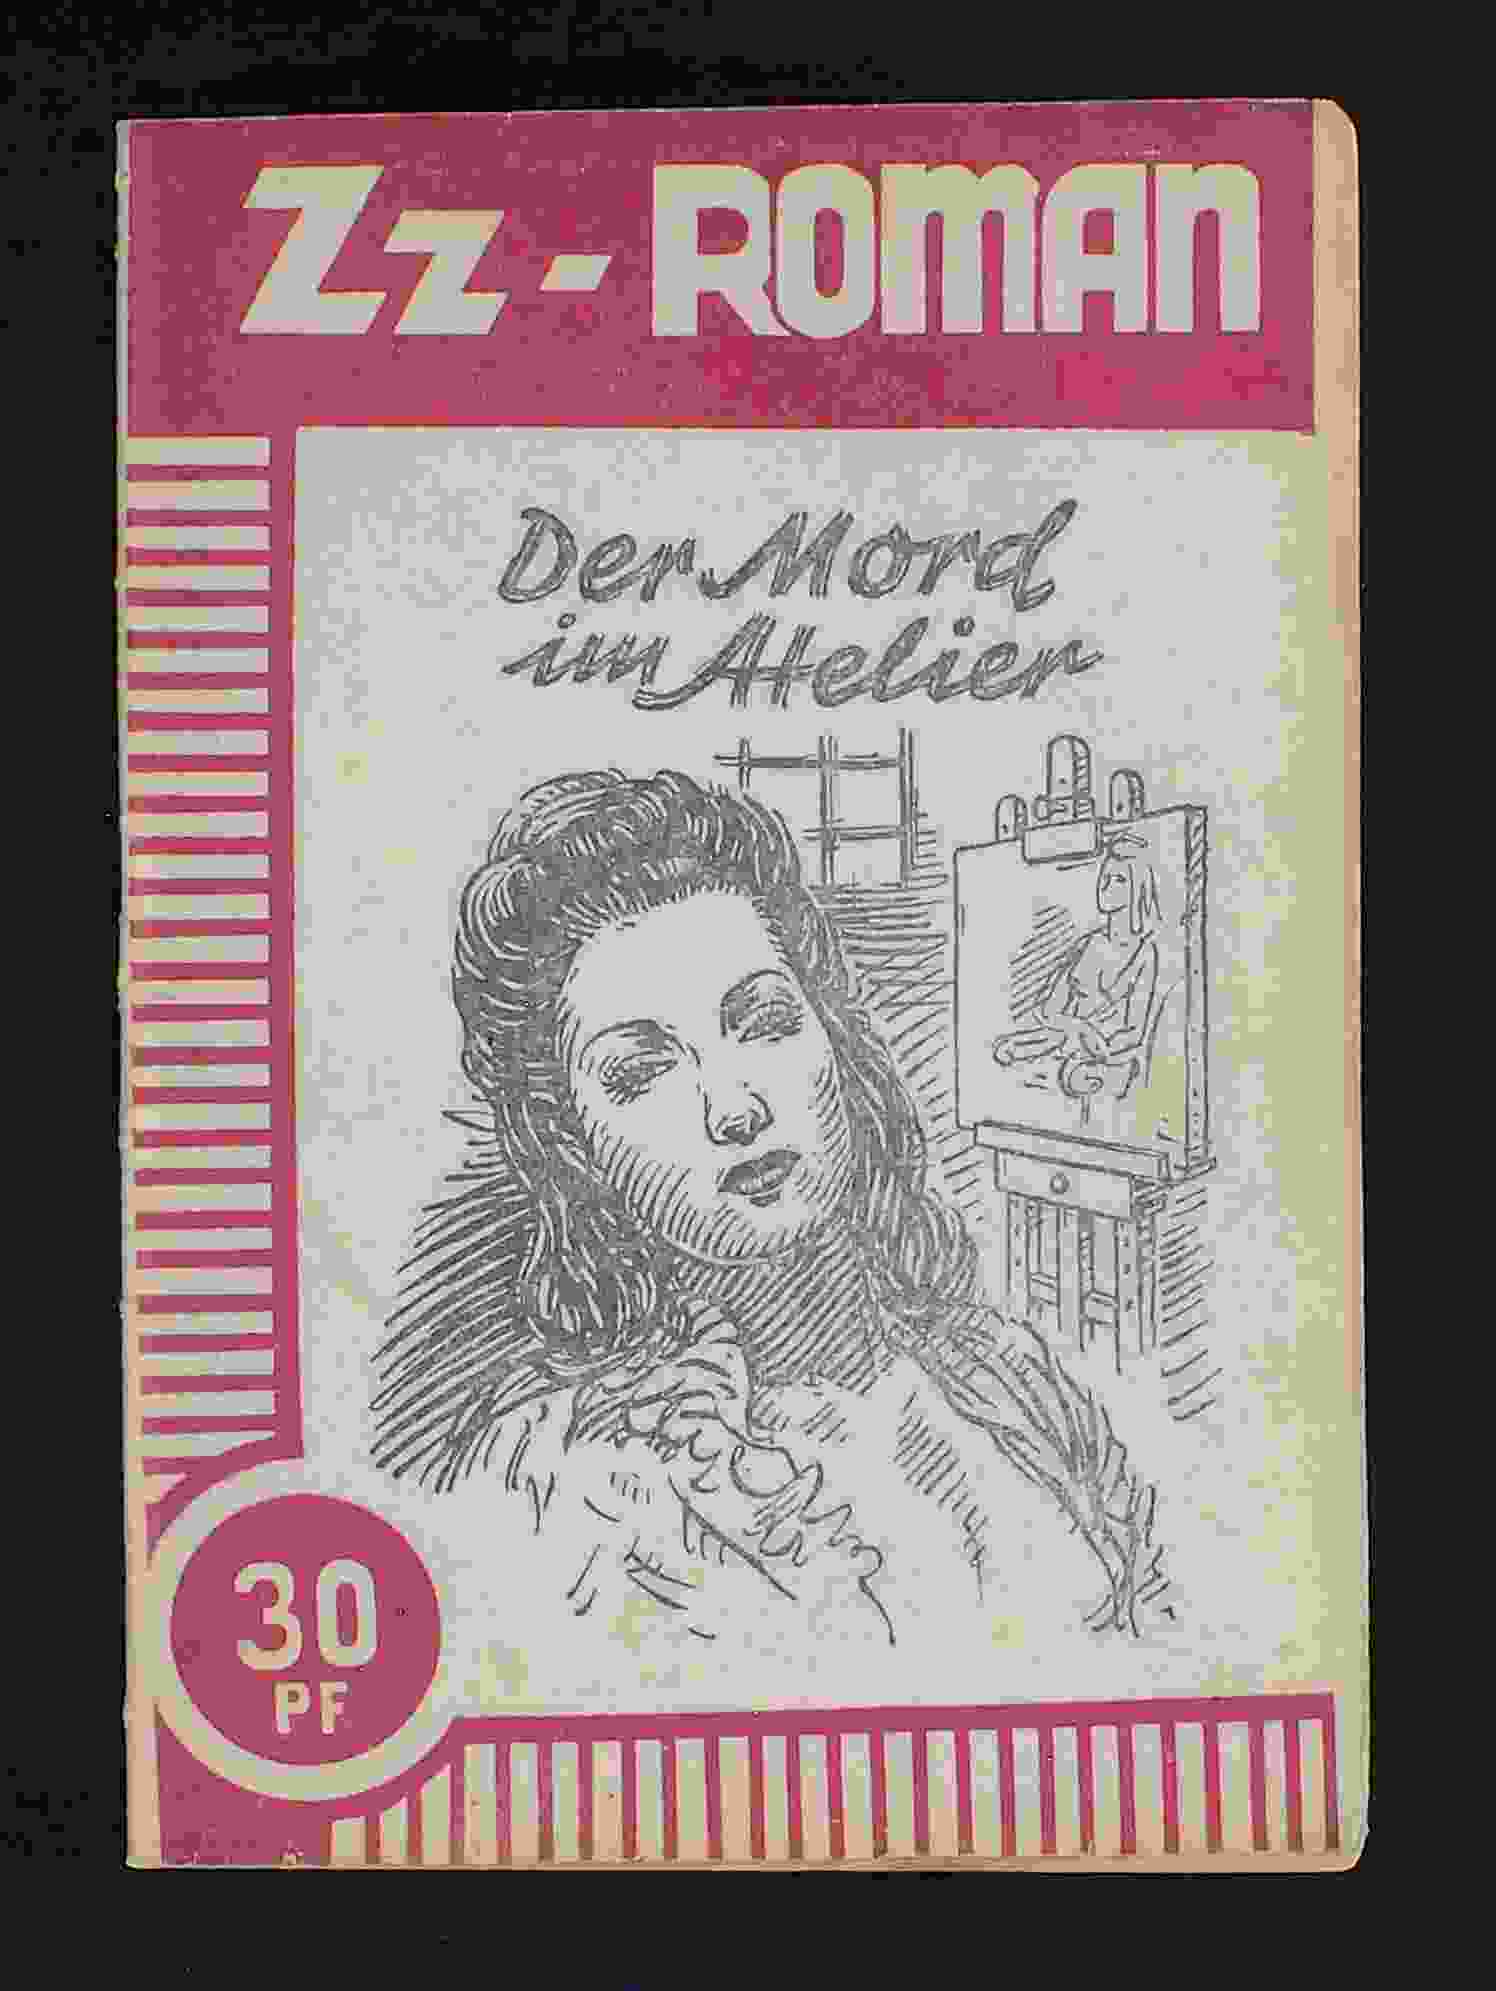 Zz-ROMAN
Der Mord
im Atelier
30
PF